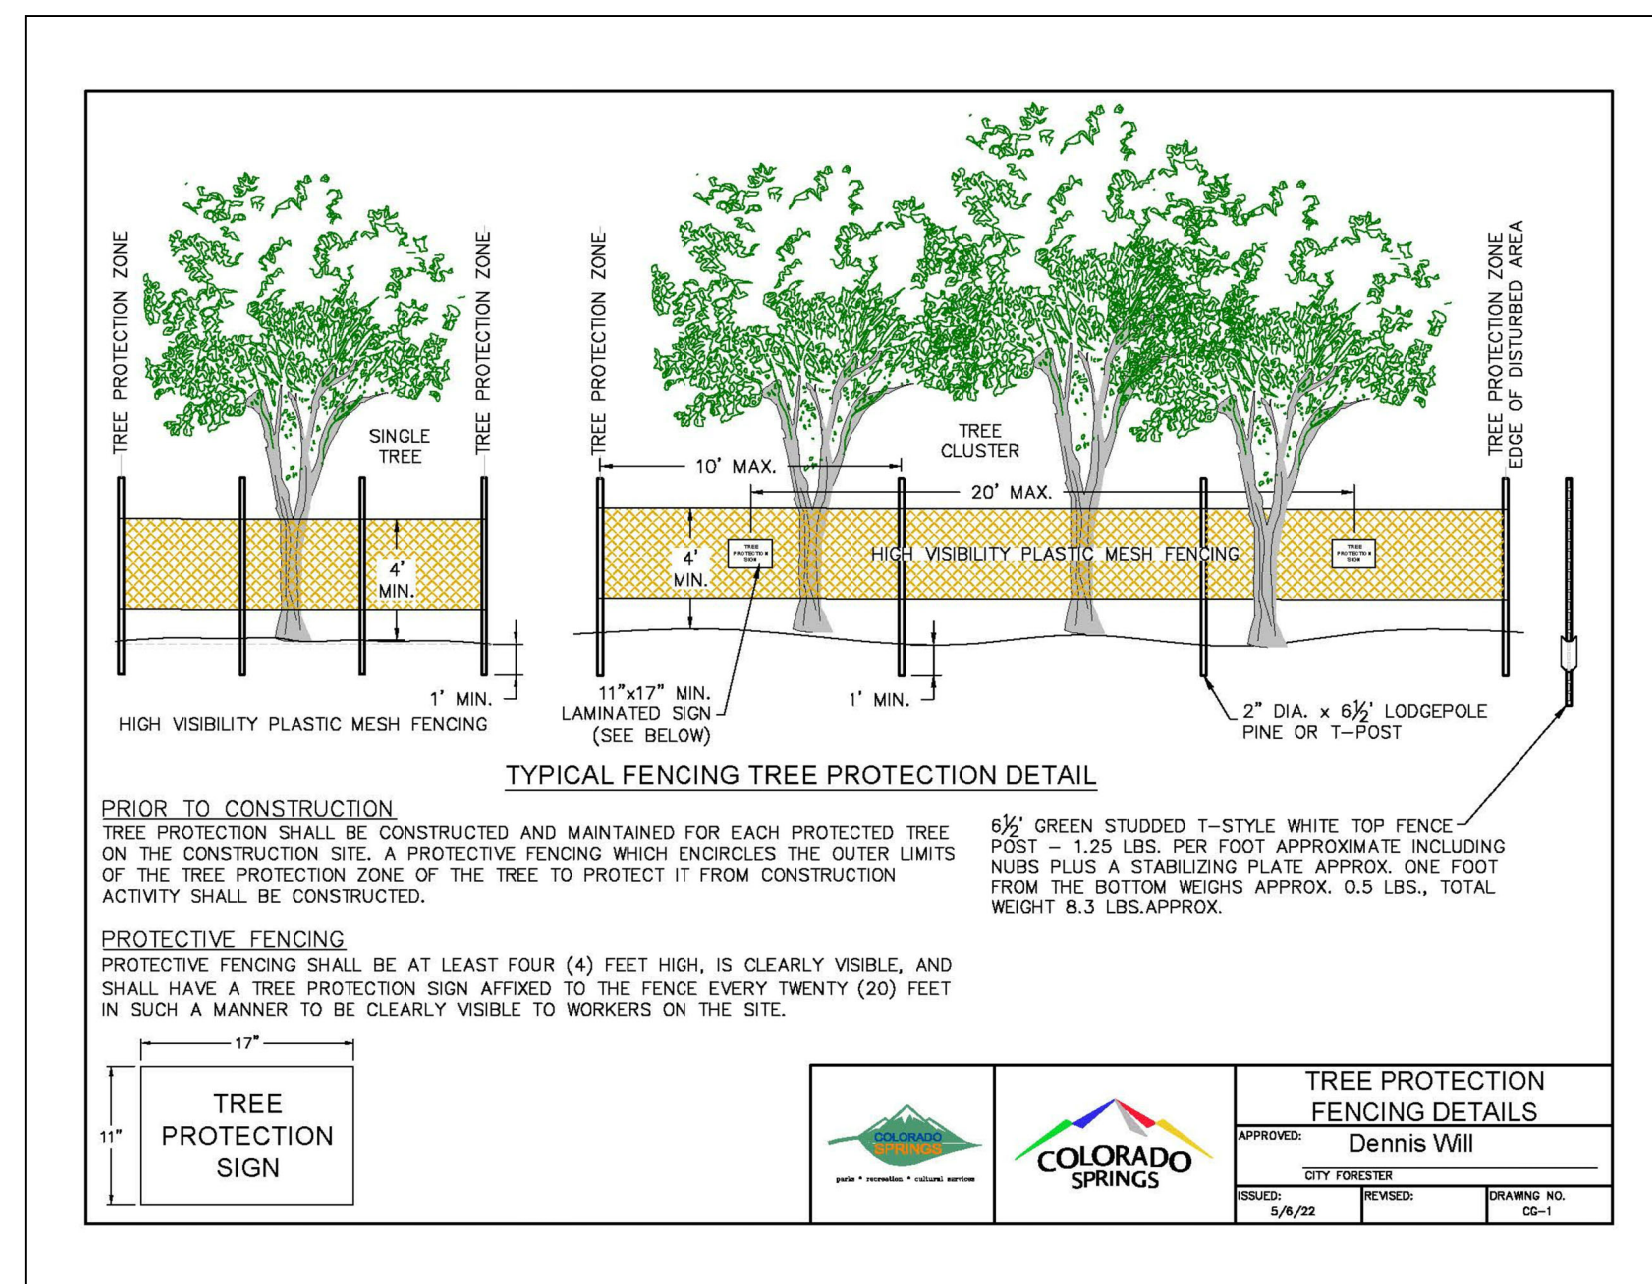 TREE PROTECTION ZONE
TREE PROTECTION ZONE
SINGLE
TREE
4'
MIN.
1' MIN.
HIGH VISIBILITY PLASTIC MESH FENCING
TREE PROTECTION ZONE
10' MAX.
TREE
CLUSTER
20' MAX.
TREE PROTECTION ZONE
EDGE OF DISTURBED AREA
4'
MIN.
TREE
PROTECTION
SIGN
HIGH VISIBILITY PLASTIC MESH FENCING
TREE
PROTECTION
SIGN
11"x17" MIN.
LAMINATED SIGN
(SEE BELOW)
1' MIN.
2" DIA. x 6½' LODGEPOLE
PINE OR T-POST
TYPICAL FENCING TREE PROTECTION DETAIL
PRIOR TO CONSTRUCTION
TREE PROTECTION SHALL BE CONSTRUCTED AND MAINTAINED FOR EACH PROTECTED TREE
ON THE CONSTRUCTION SITE. A PROTECTIVE FENCING WHICH ENCIRCLES THE OUTER LIMITS
OF THE TREE PROTECTION ZONE OF THE TREE TO PROTECT IT FROM CONSTRUCTION
ACTIVITY SHALL BE CONSTRUCTED.
6½' GREEN STUDDED T-STYLE WHITE TOP FENCE
POST - 1.25 LBS. PER FOOT APPROXIMATE INCLUDING
NUBS PLUS A STABILIZING PLATE APPROX. ONE FOOT
FROM THE BOTTOM WEIGHS APPROX. 0.5 LBS., TOTAL
WEIGHT 8.3 LBS.APPROX.
PROTECTIVE FENCING
PROTECTIVE FENCING SHALL BE AT LEAST FOUR (4) FEET HIGH, IS CLEARLY VISIBLE, AND
SHALL HAVE A TREE PROTECTION SIGN AFFIXED TO THE FENCE EVERY TWENTY (20) FEET
IN SUCH A MANNER TO BE CLEARLY VISIBLE TO WORKERS ON THE SITE.
17"
11"
TREE
PROTECTION
SIGN
COLORADO
SPRINGS
parks * recreation * cultural services
COLORADO
SPRINGS
TREE PROTECTION
FENCING DETAILS
APPROVED:
Dennis Will
CITY FORESTER
ISSUED:
5/6/22
REVISED:
DRAWING NO.
CG-1